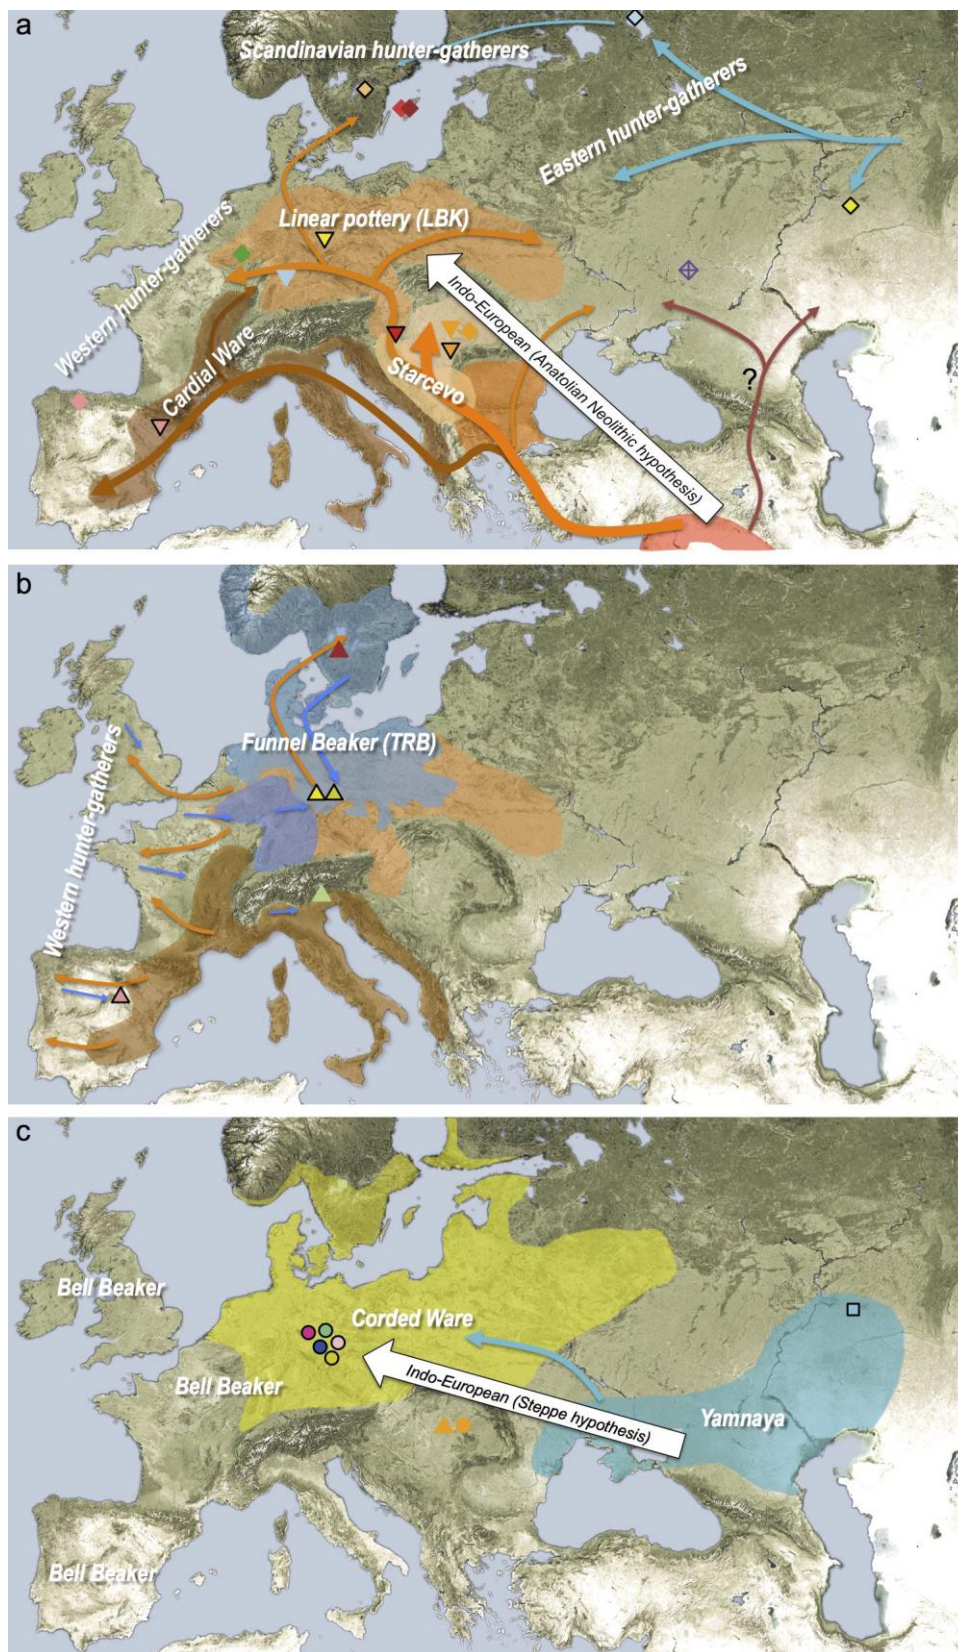 a
Scandinavian hunter-gatherers
Eastern hunter-gatherers
Linear pottery (LBK)
Western hunter-gatherers
Indo-European (Anatolian Neolithic hypothesis)
Cardial Ware
Starcevo
?
b
Funnel Beaker (TRB)
Western hunter-gatherers
c
Bell Beaker
Corded Ware
Bell Beaker
Indo-European (Steppe hypothesis)
Yamnaya
Bell Beaker